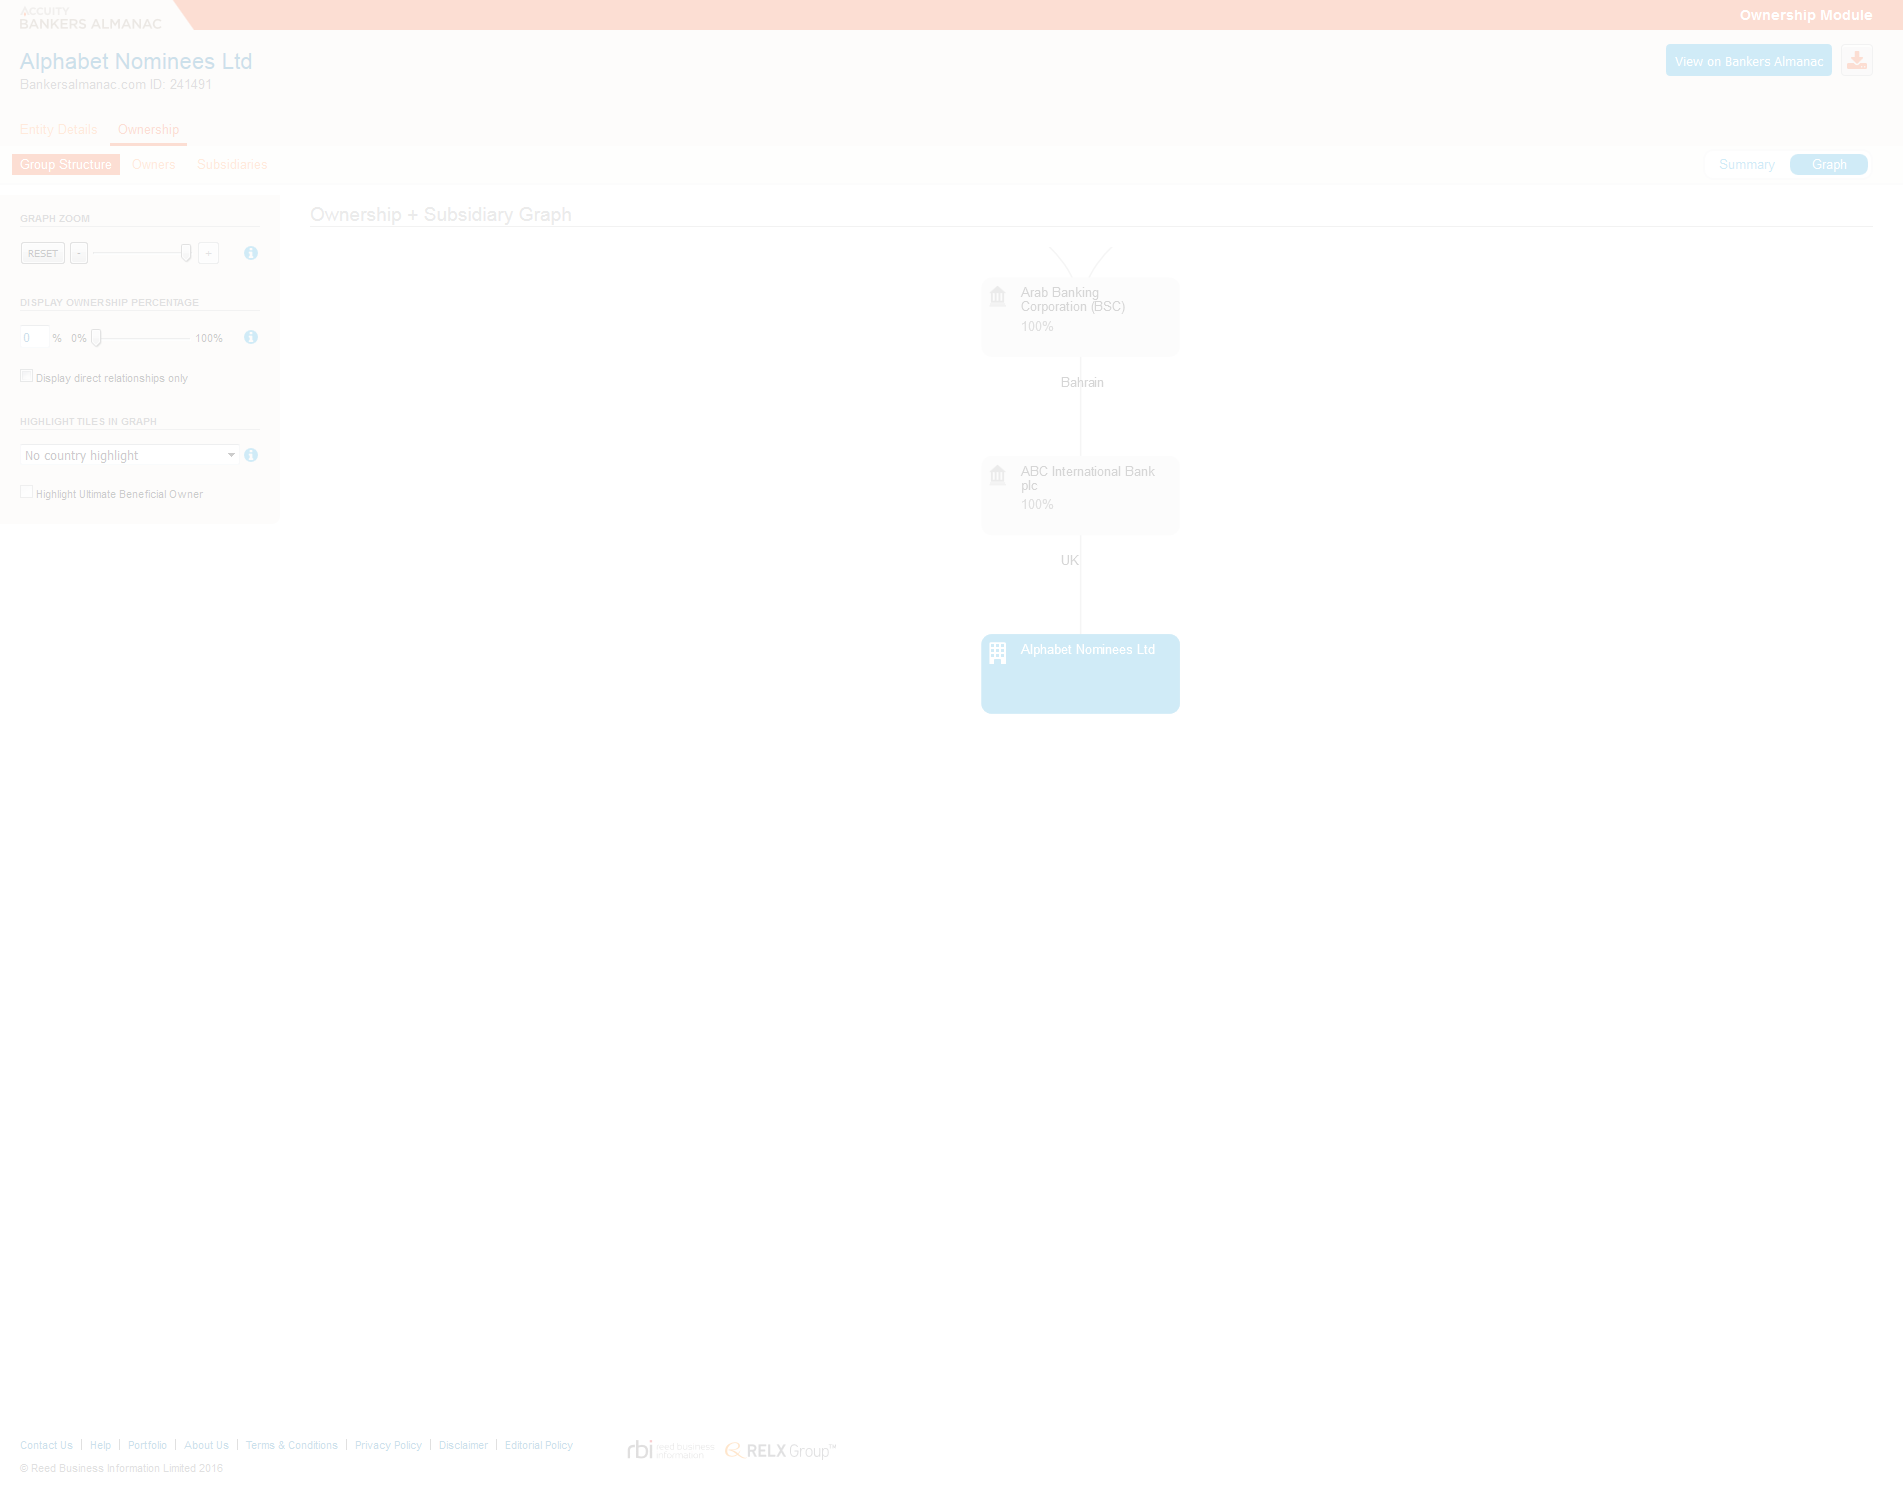 ACCUITY
BANKERS ALMANAC
Ownership Module
Alphabet Nominees Ltd
Bankersalmanac.com ID: 241491
View on Bankers Almanac
Entity Details Ownership
Group Structure Owners Subsidiaries
Summary Graph
GRAPH ZOOM
RESET - +
DISPLAY OWNERSHIP PERCENTAGE
0 % 0% 100%
Display direct relationships only
HIGHLIGHT TILES IN GRAPH
No country highlight
Highlight Ultimate Beneficial Owner
Ownership + Subsidiary Graph
Arab Banking
Corporation (BSC)
100%
Bahrain
ABC International Bank
plc
100%
UK
Alphabet Nominees Ltd
Contact Us | Help | Portfolio | About Us | Terms & Conditions | Privacy Policy | Disclaimer | Editorial Policy
© Reed Business Information Limited 2016
rbi reed business
information
RELX Group™